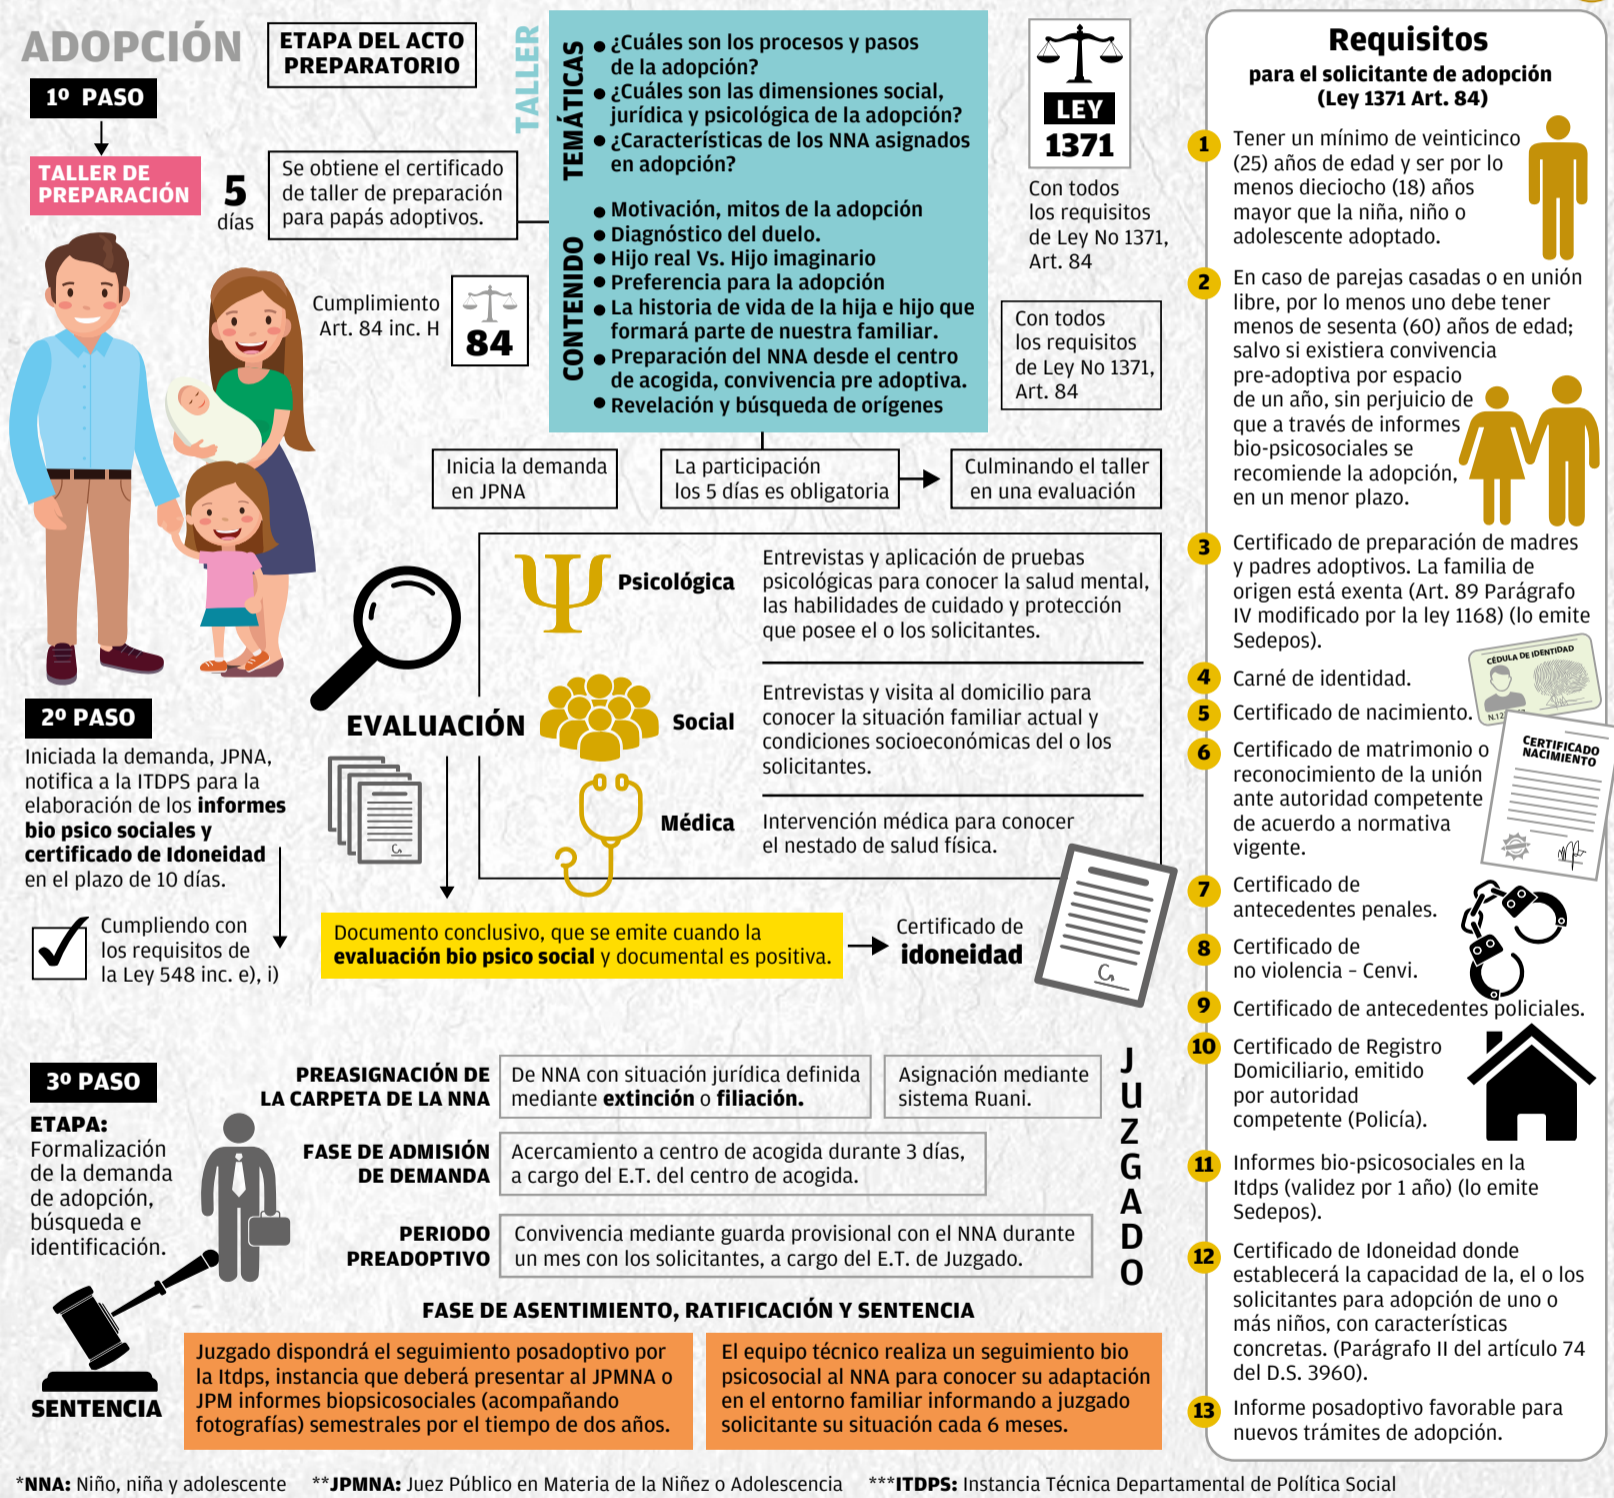 ADOPCIÓN
ETAPA DEL ACTO
PREPARATORIO
1º PASO
TALLER DE
PREPARACIÓN
5
días
Se obtiene el certificado
de taller de preparación
para papás adoptivos.
Cumplimiento
Art. 84 inc. H
84
TALLER
TEMÁTICAS
¿Cuáles son los procesos y pasos
de la adopción?
¿Cuáles son las dimensiones social,
jurídica y psicológica de la adopción?
¿Características de los NNA asignados
en adopción?
CONTENIDO
Motivación, mitos de la adopción
Diagnóstico del duelo.
Hijo real Vs. Hijo imaginario
Preferencia para la adopción
La historia de vida de la hija e hijo que
formará parte de nuestra familiar.
Preparación del NNA desde el centro
de acogida, convivencia pre adoptiva.
Revelación y búsqueda de orígenes
LEY
1371
Con todos
los requisitos
de Ley No 1371,
Art. 84
Con todos
los requisitos
de Ley No 1371,
Art. 84
Inicia la demanda
en JPNA
La participación
los 5 días es obligatoria
Culminando el taller
en una evaluación
2º PASO
Iniciada la demanda, JPNA,
notifica a la ITDPS para la
elaboración de los informes
bio psico sociales y
certificado de Idoneidad
en el plazo de 10 días.
Cumpliendo con
los requisitos de
la Ley 548 inc. e), i)
EVALUACIÓN
Psicológica
Entrevistas y aplicación de pruebas
psicológicas para conocer la salud mental,
las habilidades de cuidado y protección
que posee el o los solicitantes.
Social
Entrevistas y visita al domicilio para
conocer la situación familiar actual y
condiciones socioeconómicas del o los
solicitantes.
Médica
Intervención médica para conocer
el nestado de salud física.
Documento conclusivo, que se emite cuando la
evaluación bio psico social y documental es positiva.
Certificado de
idoneidad
3º PASO
ETAPA:
Formalización
de la demanda
de adopción,
búsqueda e
identificación.
SENTENCIA
PREASIGNACIÓN DE
LA CARPETA DE LA NNA
De NNA con situación jurídica definida
mediante extinción o filiación.
Asignación mediante
sistema Ruani.
FASE DE ADMISIÓN
DE DEMANDA
Acercamiento a centro de acogida durante 3 días,
a cargo del E.T. del centro de acogida.
PERIODO
PREADOPTIVO
Convivencia mediante guarda provisional con el NNA durante
un mes con los solicitantes, a cargo del E.T. de Juzgado.
JUZGADO
FASE DE ASENTIMIENTO, RATIFICACIÓN Y SENTENCIA
Juzgado dispondrá el seguimiento posadoptivo por
la Itdps, instancia que deberá presentar al JPMNA o
JPM informes biopsicosociales (acompañando
fotografías) semestrales por el tiempo de dos años.
El equipo técnico realiza un seguimiento bio
psicosocial al NNA para conocer su adaptación
en el entorno familiar informando a juzgado
solicitante su situación cada 6 meses.
Requisitos
para el solicitante de adopción
(Ley 1371 Art. 84)
1 Tener un mínimo de veinticinco
(25) años de edad y ser por lo
menos dieciocho (18) años
mayor que la niña, niño o
adolescente adoptado.
2 En caso de parejas casadas o en unión
libre, por lo menos uno debe tener
menos de sesenta (60) años de edad;
salvo si existiera convivencia
pre-adoptiva por espacio
de un año, sin perjuicio de
que a través de informes
bio-psicosociales se
recomiende la adopción,
en un menor plazo.
3 Certificado de preparación de madres
y padres adoptivos. La familia de
origen está exenta (Art. 89 Parágrafo
IV modificado por la ley 1168) (lo emite
Sedepos).
4 Carné de identidad.
CÉDULA DE IDENTIDAD
5 Certificado de nacimiento.
CERTIFICADO
NACIMIENTO
6 Certificado de matrimonio o
reconocimiento de la unión
ante autoridad competente
de acuerdo a normativa
vigente.
7 Certificado de
antecedentes penales.
8 Certificado de
no violencia - Cenvi.
9 Certificado de antecedentes policiales.
10 Certificado de Registro
Domiciliario, emitido
por autoridad
competente (Policía).
11 Informes bio-psicosociales en la
Itdps (validez por 1 año) (lo emite
Sedepos).
12 Certificado de Idoneidad donde
establecerá la capacidad de la, el o los
solicitantes para adopción de uno o
más niños, con características
concretas. (Parágrafo II del artículo 74
del D.S. 3960).
13 Informe posadoptivo favorable para
nuevos trámites de adopción.
*NNA: Niño, niña y adolescente **JPMNA: Juez Público en Materia de la Niñez o Adolescencia ***ITDPS: Instancia Técnica Departamental de Política Social